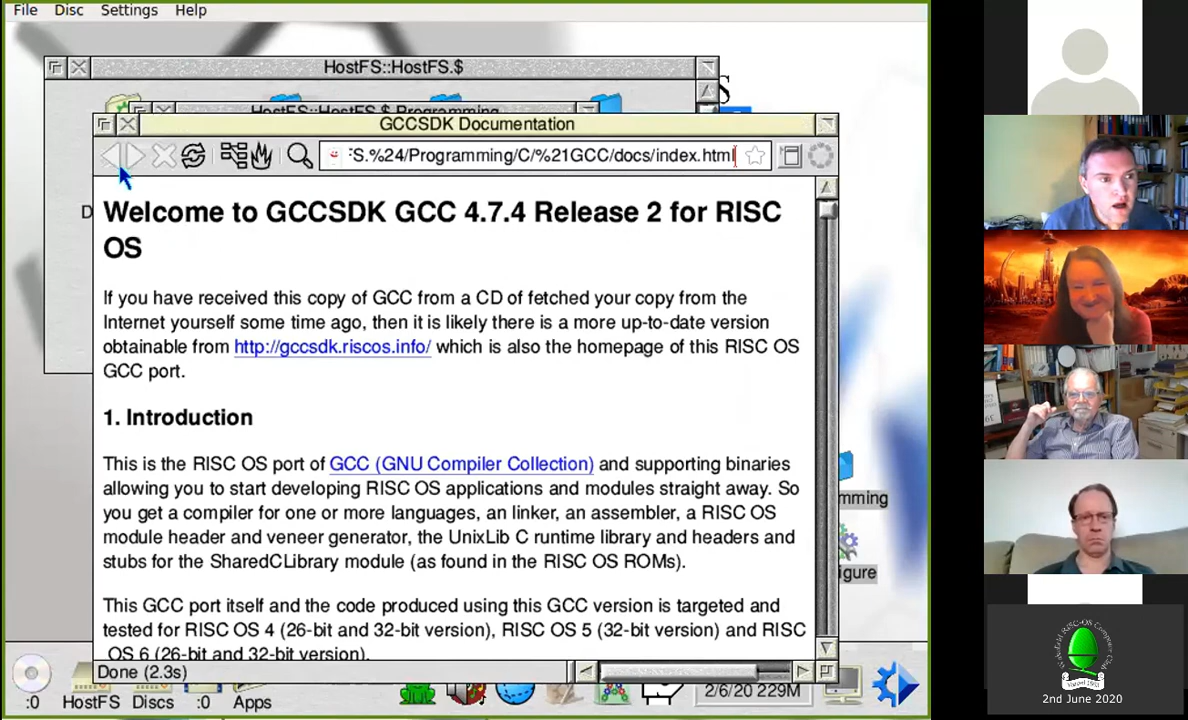 File Disc Settings Help
HostFS::HostFS.$
S
HostFS::HostFS.$.Programming
GCCSDK Documentation
FS.%24/Programming/C/%21GCC/docs/index.html
D
Welcome to GCCSDK GCC 4.7.4 Release 2 for RISC
OS
If you have received this copy of GCC from a CD of fetched your copy from the
Internet yourself some time ago, then it is likely there is a more up-to-date version
obtainable from http://gccsdk.riscos.info/ which is also the homepage of this RISC OS
GCC port.
1. Introduction
This is the RISC OS port of GCC (GNU Compiler Collection) and supporting binaries
allowing you to start developing RISC OS applications and modules straight away. So
you get a compiler for one or more languages, an linker, an assembler, a RISC OS
module header and veneer generator, the UnixLib C runtime library and headers and
stubs for the SharedCLibrary module (as found in the RISC OS ROMs).
This GCC port itself and the code produced using this GCC version is targeted and
tested for RISC OS 4 (26-bit and 32-bit version), RISC OS 5 (32-bit version) and RISC
OS 6 (26-bit and 32-bit version).
mming
igure
Done (2.3s)
:0 HostFS Discs :0 Apps
2/6/20 229M
Wakefield RISC OS Computer Club
2nd June 2020